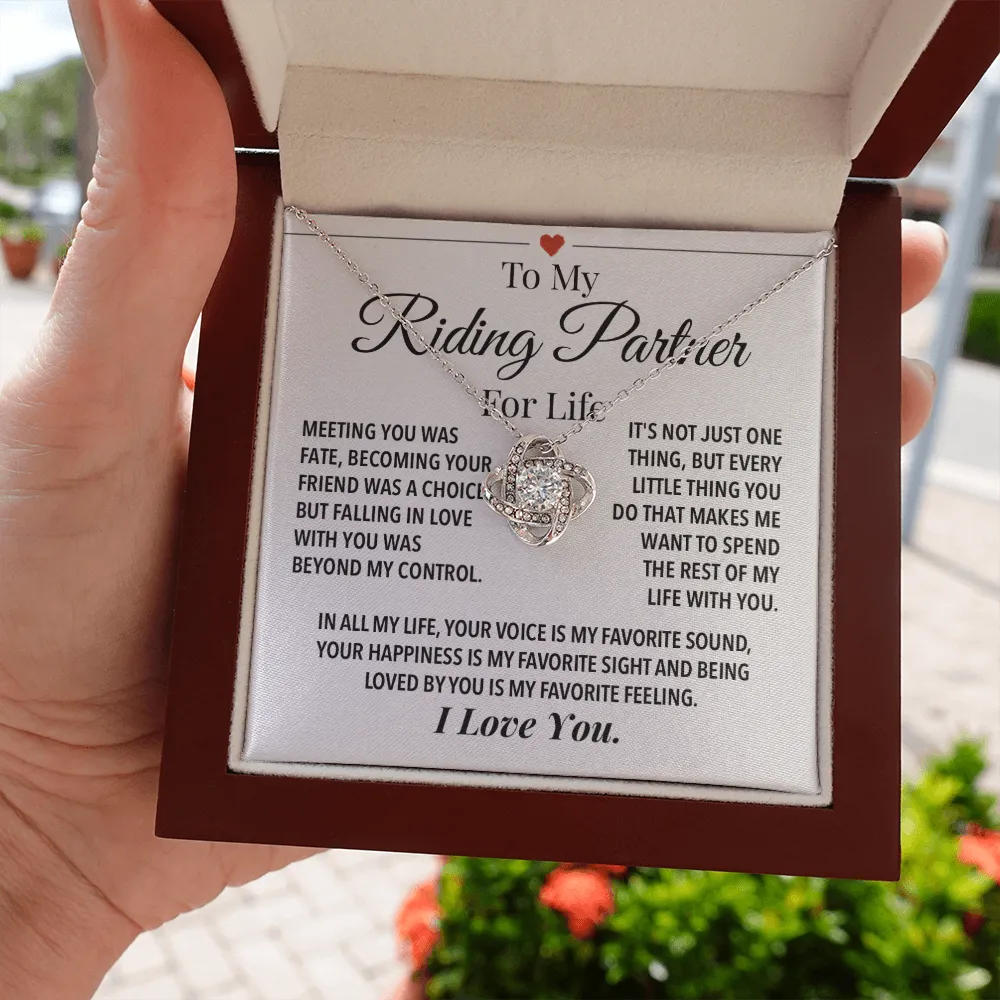 To My
Riding Partner
For Life
MEETING YOU WAS
FATE, BECOMING YOUR
FRIEND WAS A CHOICE
BUT FALLING IN LOVE
WITH YOU WAS
BEYOND MY CONTROL.
IT'S NOT JUST ONE
THING, BUT EVERY
LITTLE THING YOU
DO THAT MAKES ME
WANT TO SPEND
THE REST OF MY
LIFE WITH YOU.
IN ALL MY LIFE, YOUR VOICE IS MY FAVORITE SOUND,
YOUR HAPPINESS IS MY FAVORITE SIGHT AND BEING
LOVED BY YOU IS MY FAVORITE FEELING.
I Love You.